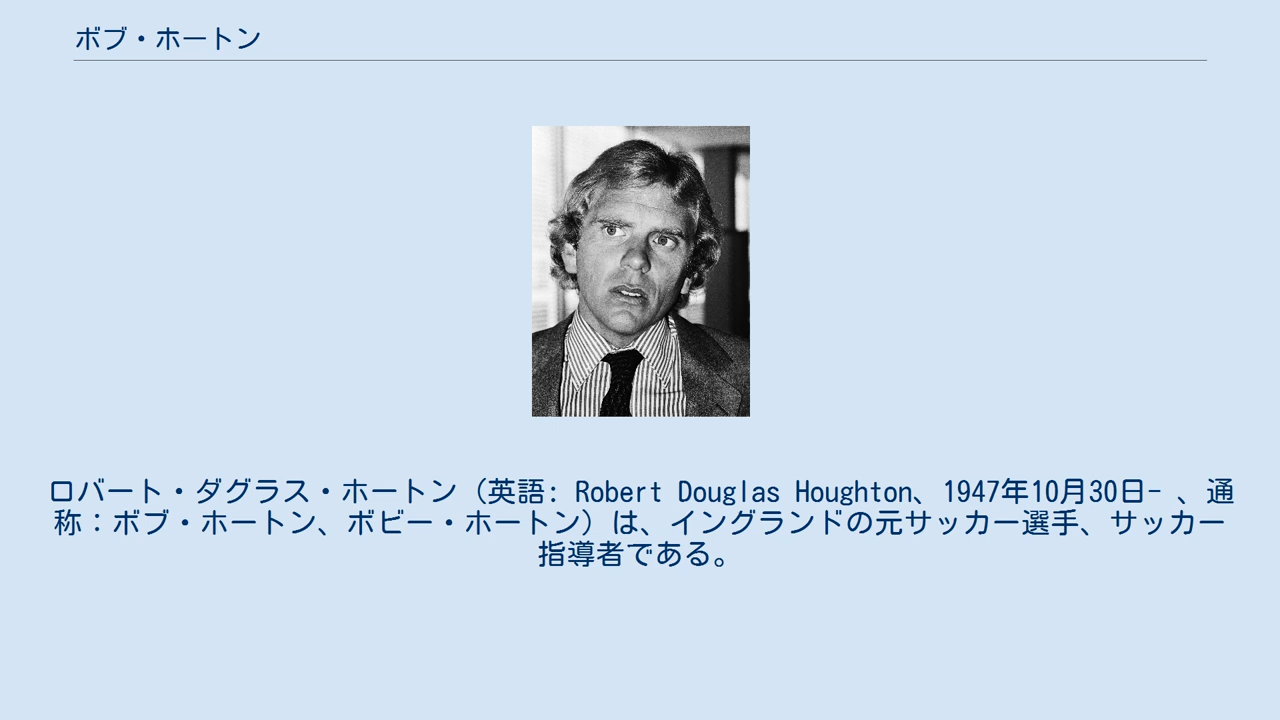 ボブ・ホートン
ロバート・ダグラス・ホートン（英語: Robert Douglas Houghton、1947年10月30日- 、通
称：ボブ・ホートン、ボビー・ホートン）は、イングランドの元サッカー選手、サッカー
指導者である。